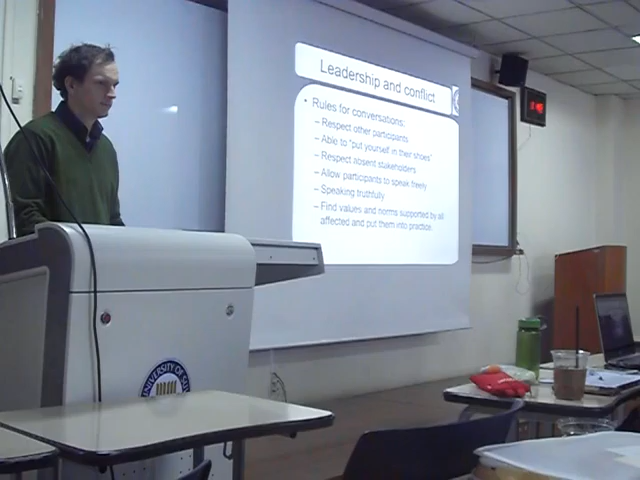 Leadership and conflict
• Rules for conversations:
– Respect other participants
– Able to "put yourself in their shoes"
– Respect absent stakeholders
– Allow participants to speak freely
– Speaking truthfully
– Find values and norms supported by all
affected and put them into practice.
UNIVERSITY OF